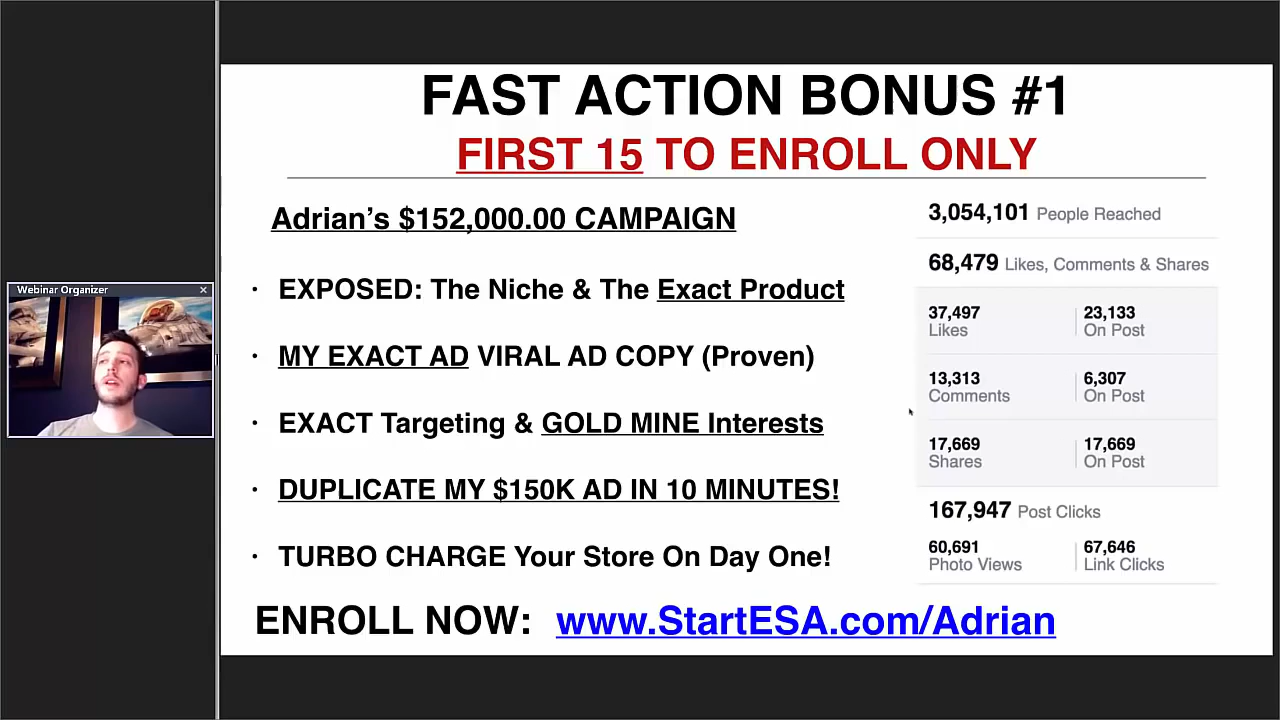 Webinar Organizer
FAST ACTION BONUS #1
FIRST 15 TO ENROLL ONLY
Adrian's $152,000.00 CAMPAIGN
· EXPOSED: The Niche & The Exact Product
· MY EXACT AD VIRAL AD COPY (Proven)
· EXACT Targeting & GOLD MINE Interests
· DUPLICATE MY $150K AD IN 10 MINUTES!
· TURBO CHARGE Your Store On Day One!
3,054,101 People Reached
68,479 Likes, Comments & Shares
37,497 23,133
Likes On Post
13,313 6,307
Comments On Post
17,669 17,669
Shares On Post
167,947 Post Clicks
60,691 67,646
Photo Views Link Clicks
ENROLL NOW: www.StartESA.com/Adrian